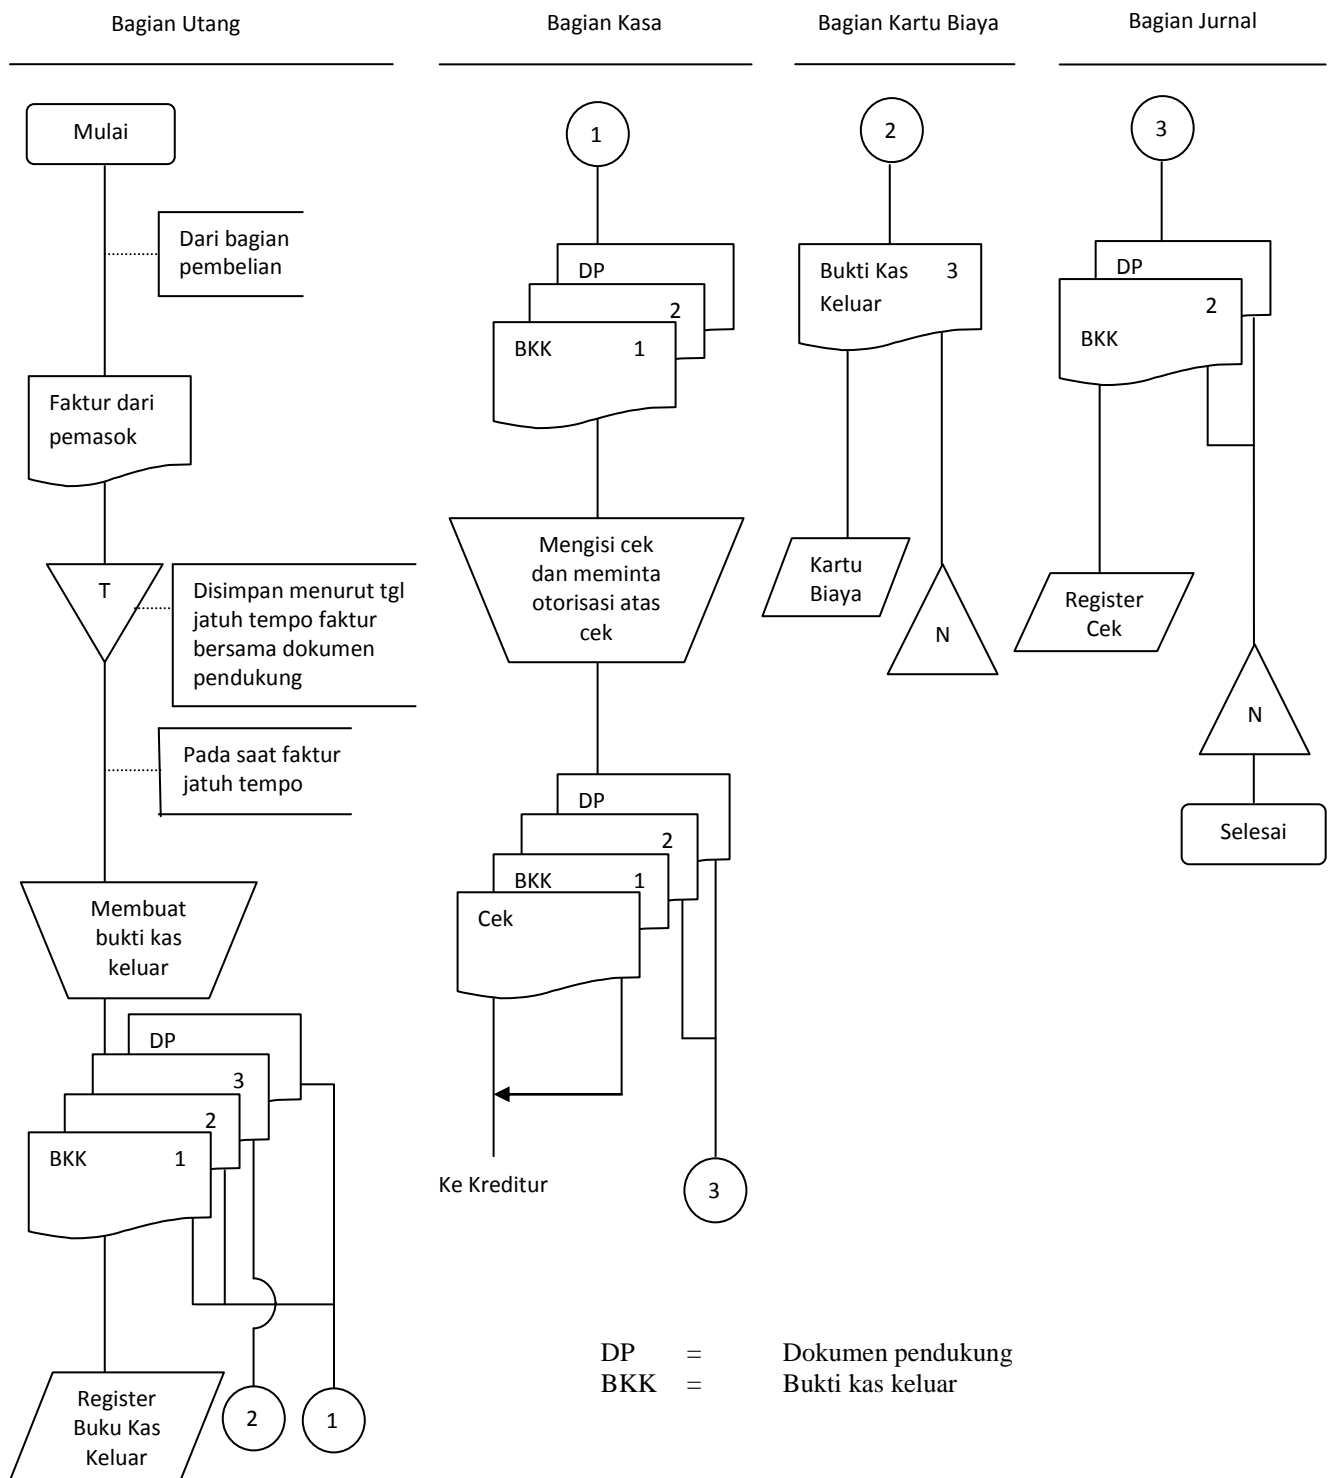 Bagian Utang
Mulai
Dari bagian
pembelian
Faktur dari
pemasok
T
Disimpan menurut tgl
jatuh tempo faktur
bersama dokumen
pendukung
Pada saat faktur
jatuh tempo
Membuat
bukti kas
keluar
DP
3
2
BKK 1
Register
Buku Kas
Keluar
2
1
Bagian Kasa
1
DP
2
BKK 1
Mengisi cek
dan meminta
otorisasi atas
cek
DP
2
BKK 1
Cek
Ke Kreditur
3
Bagian Kartu Biaya
2
Bukti Kas 3
Keluar
Kartu
Biaya
N
Bagian Jurnal
3
DP
2
BKK
Register
Cek
N
Selesai
DP = Dokumen pendukung
BKK = Bukti kas keluar